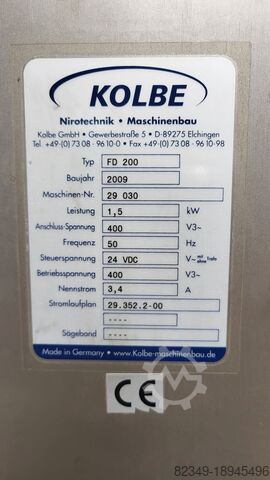 KOLBE
Nirotechnik • Maschinenbau
Kolbe GmbH • Gewerbestraße 5 • D-89275 Elchingen
Tel. +49-(0) 73 08 - 96 10-0 • Fax +49-(0) 73 08 - 96 10-98
Typ FD 200
Baujahr 2009
Maschinen-Nr. 29 030
Leistung 1,5 kW
Anschluss-Spannung 400 V3~
Frequenz 50 Hz
Steuerspannung 24 VDC V~ mit ohne Trafo
Betriebsspannung 400 V3~
Nennstrom 3,4 A
Stromlaufplan 29.352.2-00
----
Sägeband ----
Made in Germany • www.Kolbe-maschinenbau.de
CE
82349-18945496